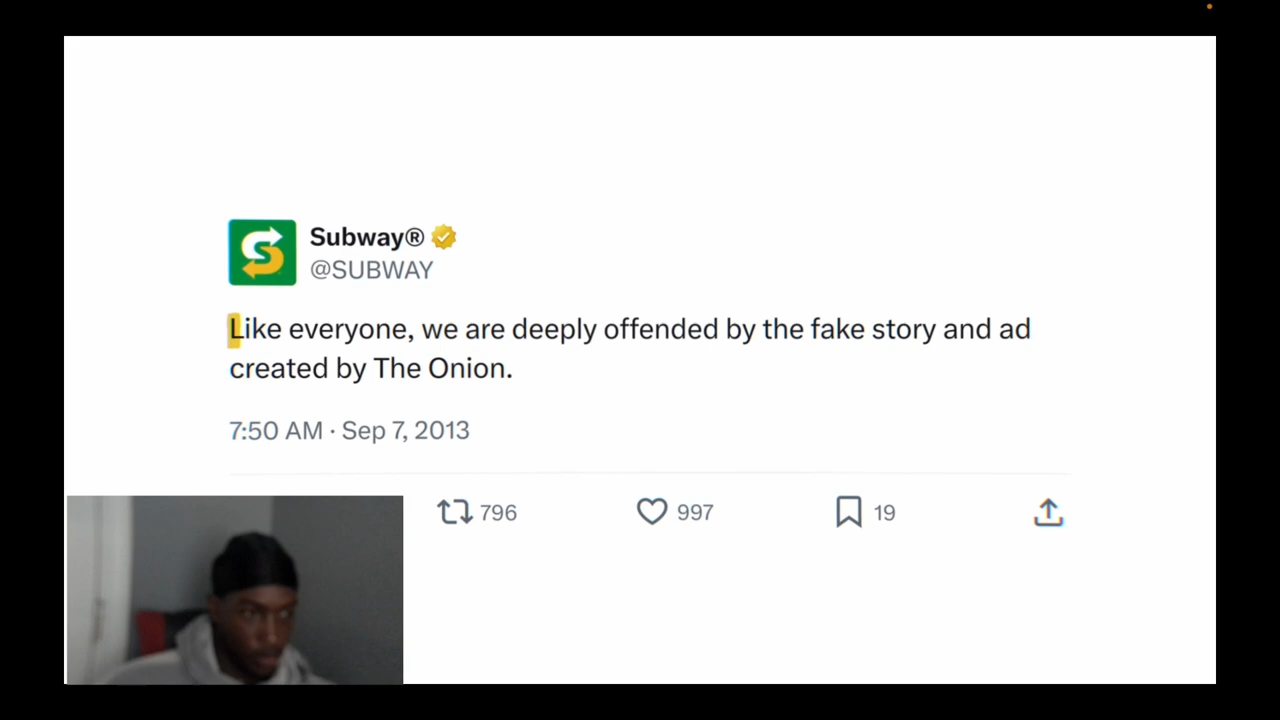 Subway®
@SUBWAY
Like everyone, we are deeply offended by the fake story and ad
created by The Onion.
7:50 AM · Sep 7, 2013
796 997 19